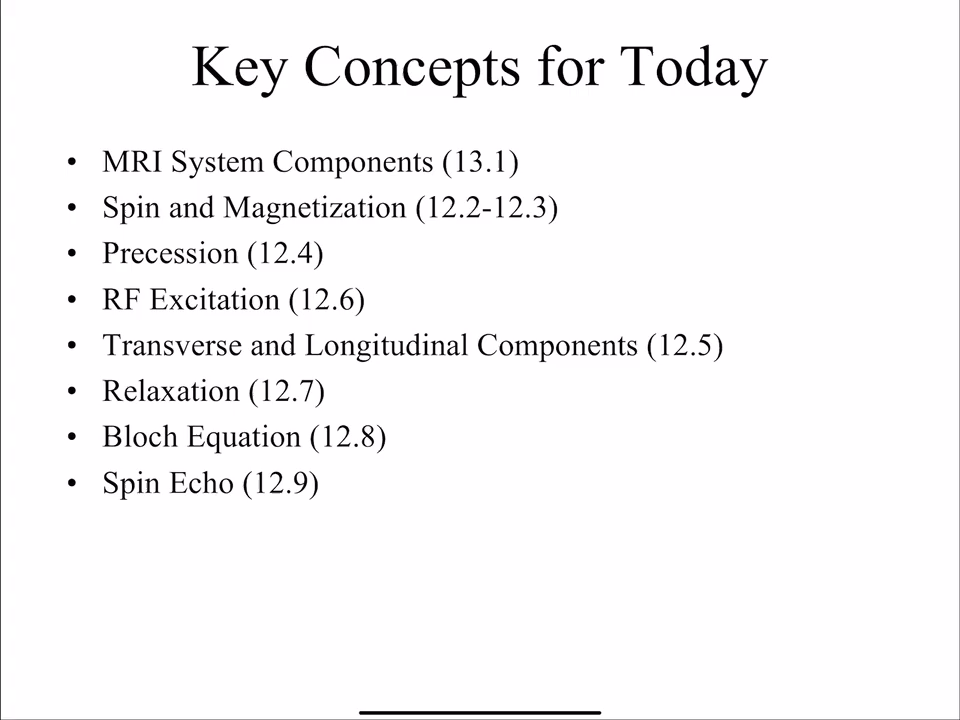 Key Concepts for Today
• MRI System Components (13.1)
• Spin and Magnetization (12.2-12.3)
• Precession (12.4)
• RF Excitation (12.6)
• Transverse and Longitudinal Components (12.5)
• Relaxation (12.7)
• Bloch Equation (12.8)
• Spin Echo (12.9)